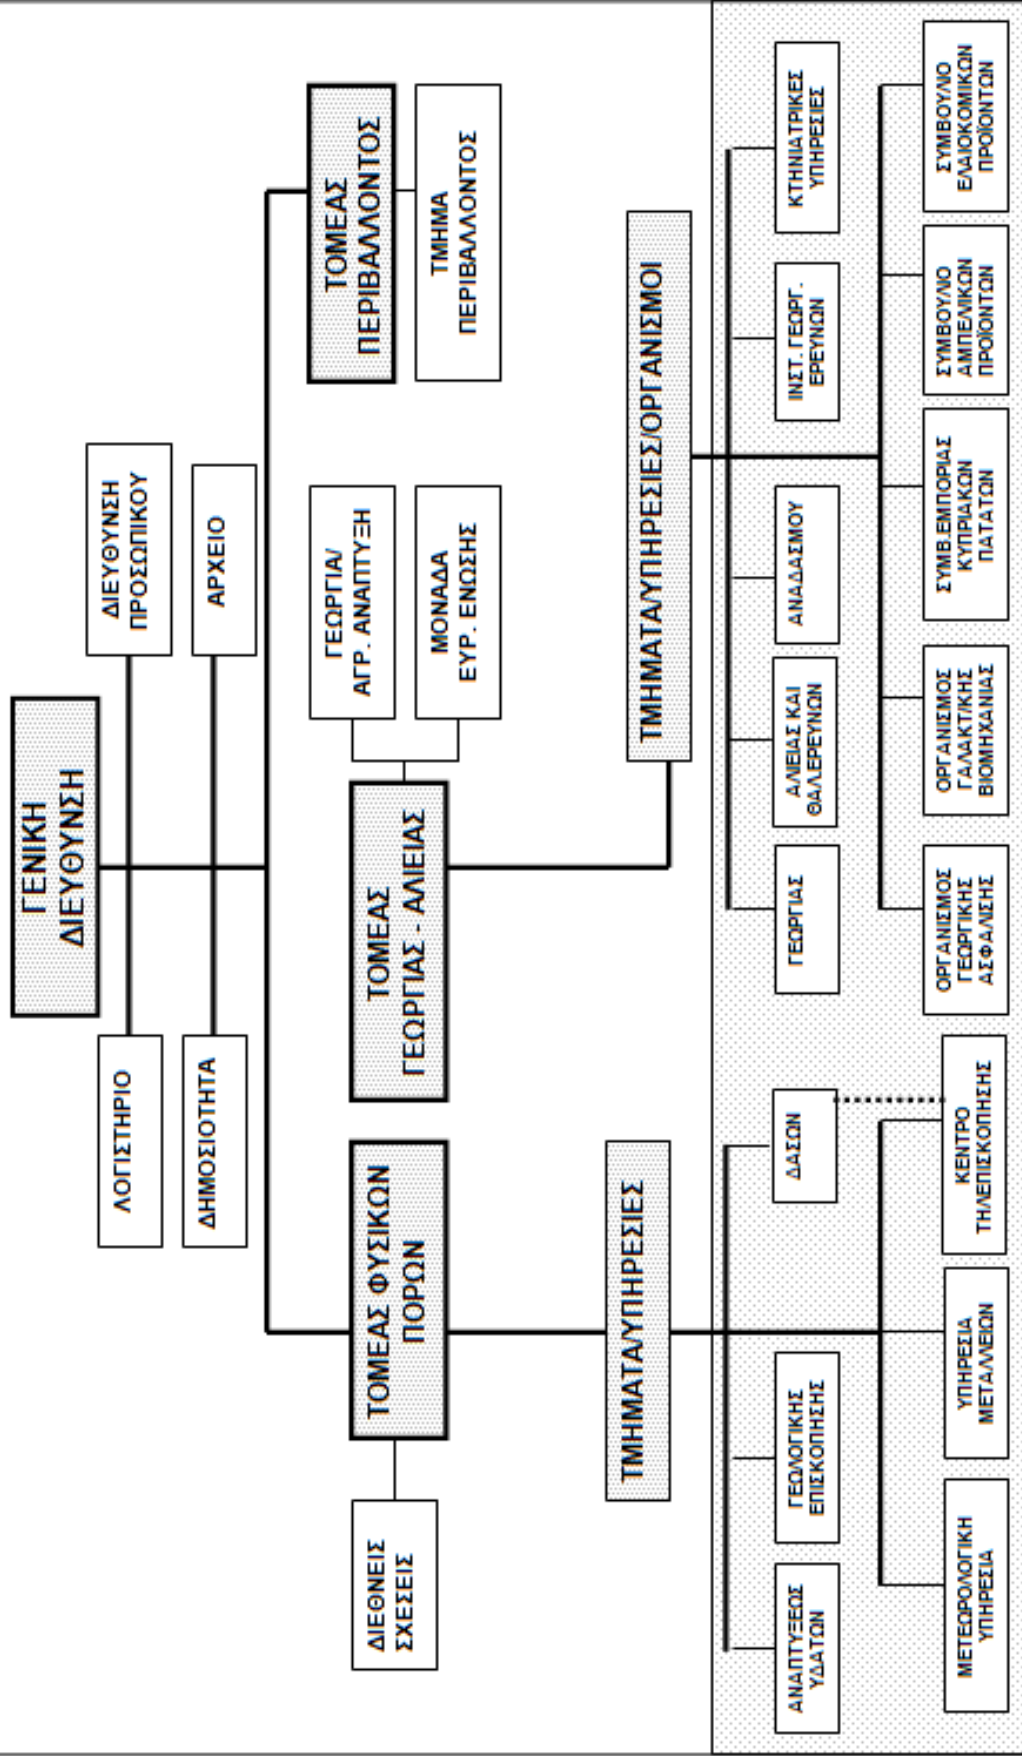 ΓΕΝΙΚΗ
ΔΙΕΥΘΥΝΣΗ
ΛΟΓΙΣΤΗΡΙΟ
ΔΙΕΥΘΥΝΣΗ
ΠΡΟΣΩΠΙΚΟΥ
ΔΗΜΟΣΙΟΤΗΤΑ
ΑΡΧΕΙΟ
ΔΙΕΘΝΕΙΣ
ΣΧΕΣΕΙΣ
ΤΟΜΕΑΣ ΦΥΣΙΚΩΝ
ΠΟΡΩΝ
ΤΟΜΕΑΣ
ΓΕΩΡΓΙΑΣ - ΑΛΙΕΙΑΣ
ΓΕΩΡΓΙΑ/
ΑΓΡ. ΑΝΑΠΤΥΞΗ
ΜΟΝΑΔΑ
ΕΥΡ. ΕΝΩΣΗΣ
ΤΟΜΕΑΣ
ΠΕΡΙΒΑΛΛΟΝΤΟΣ
ΤΜΗΜΑ
ΠΕΡΙΒΑΛΛΟΝΤΟΣ
ΤΜΗΜΑΤΑ/ΥΠΗΡΕΣΙΕΣ
ΤΜΗΜΑΤΑ/ΥΠΗΡΕΣΙΕΣ/ΟΡΓΑΝΙΣΜΟΙ
ΑΝΑΠΤΥΞΕΩΣ
ΥΔΑΤΩΝ
ΓΕΩΛΟΓΙΚΗΣ
ΕΠΙΣΚΟΠΗΣΗΣ
ΔΑΣΩΝ
ΓΕΩΡΓΙΑΣ
ΑΛΙΕΙΑΣ ΚΑΙ
ΘΑΛ.ΕΡΕΥΝΩΝ
ΑΝΑΔΑΣΜΟΥ
ΙΝΣΤ. ΓΕΩΡΓ.
ΕΡΕΥΝΩΝ
ΚΤΗΝΙΑΤΡΙΚΕΣ
ΥΠΗΡΕΣΙΕΣ
ΜΕΤΕΩΡΟΛΟΓΙΚΗ
ΥΠΗΡΕΣΙΑ
ΥΠΗΡΕΣΙΑ
ΜΕΤΑΛΛΕΙΩΝ
ΚΕΝΤΡΟ
ΤΗΛΕΠΙΣΚΟΠΗΣΗΣ
ΟΡΓΑΝΙΣΜΟΣ
ΓΕΩΡΓΙΚΗΣ
ΑΣΦΑΛΙΣΗΣ
ΟΡΓΑΝΙΣΜΟΣ
ΓΑΛΑΚΤ/ΚΗΣ
ΒΙΟΜΗΧΑΝΙΑΣ
ΣΥΜΒ.ΕΜΠΟΡΙΑΣ
ΚΥΠΡΙΑΚΩΝ
ΠΑΤΑΤΩΝ
ΣΥΜΒΟΥΛΙΟ
ΑΜΠΕΛΙΚΩΝ
ΠΡΟΪΟΝΤΩΝ
ΣΥΜΒΟΥΛΙΟ
ΕΛΑΙΟΚΟΜΙΚΩΝ
ΠΡΟΪΟΝΤΩΝ